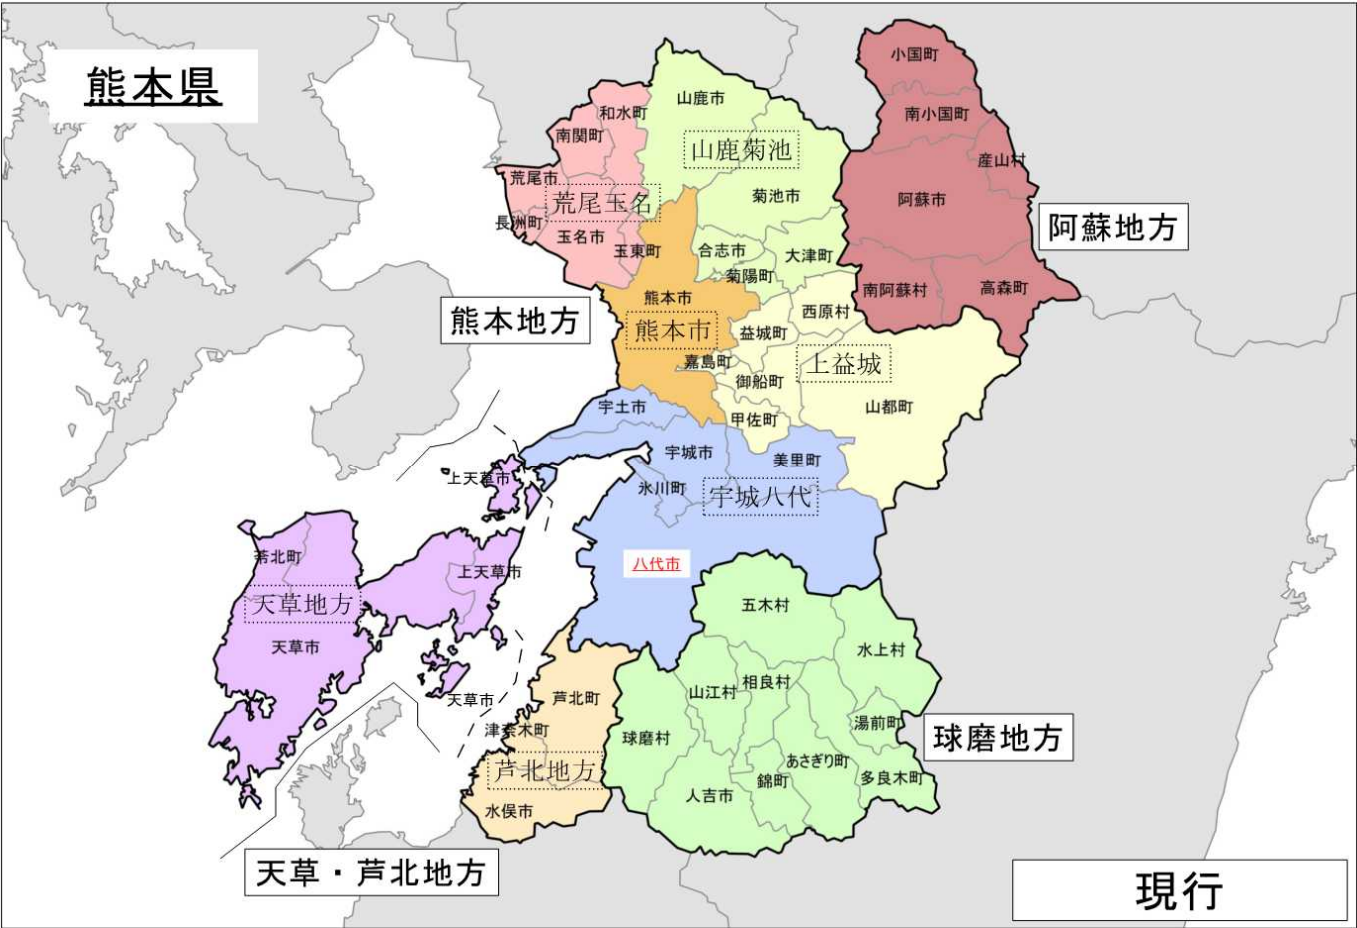 熊本県
小国町
南小国町
産山村
阿蘇市
阿蘇地方
南阿蘇村
高森町
山鹿市
和水町
南関町
山鹿菊池
荒尾市
荒尾玉名
菊池市
長洲町
玉名市
玉東町
合志市
大津町
菊陽町
熊本市
熊本地方
熊本市
西原村
益城町
嘉島町
上益城
御船町
山都町
甲佐町
宇土市
宇城市
美里町
氷川町
宇城八代
八代市
上天草市
苓北町
上天草市
天草地方
天草市
天草市
五木村
水上村
山江村
相良村
芦北町
津奈木町
球磨村
湯前町
球磨地方
あさぎり町
多良木町
錦町
人吉市
芦北地方
水俣市
天草・芦北地方
現行